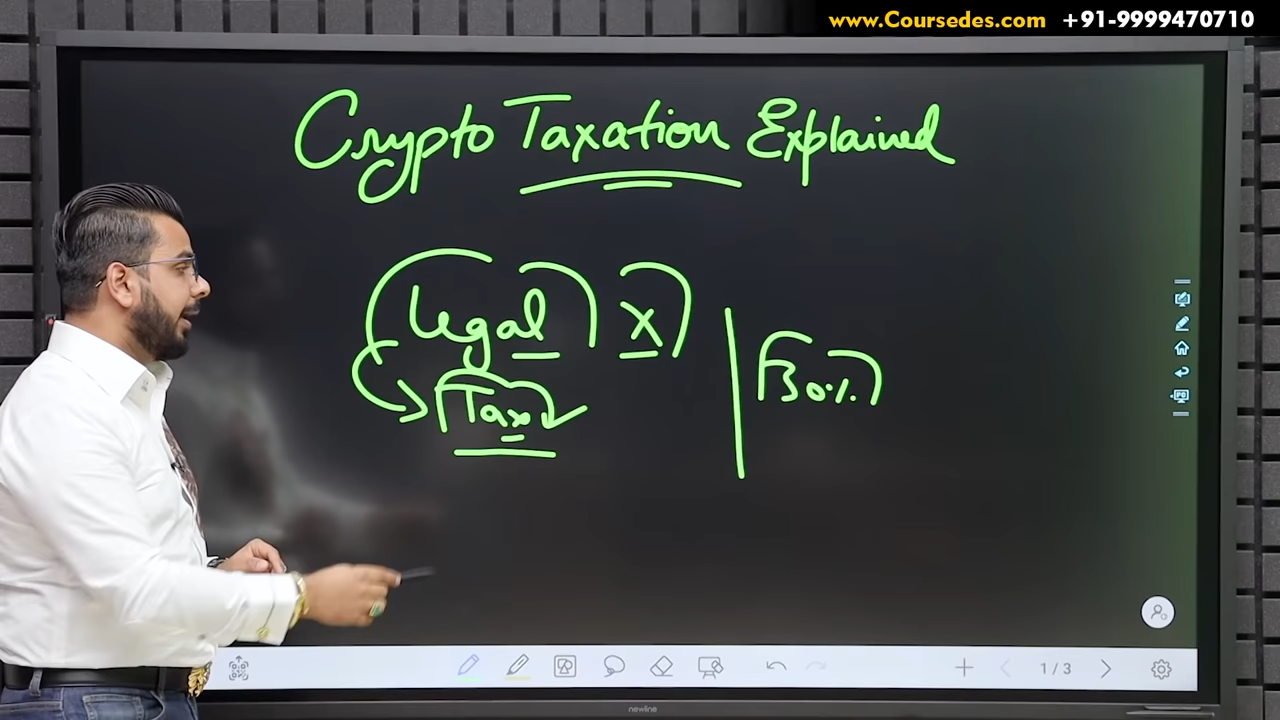 www.Coursedes.com +91-9999470710
Crypto Taxation Explained
legal X
Tax
30%
1/3
newline